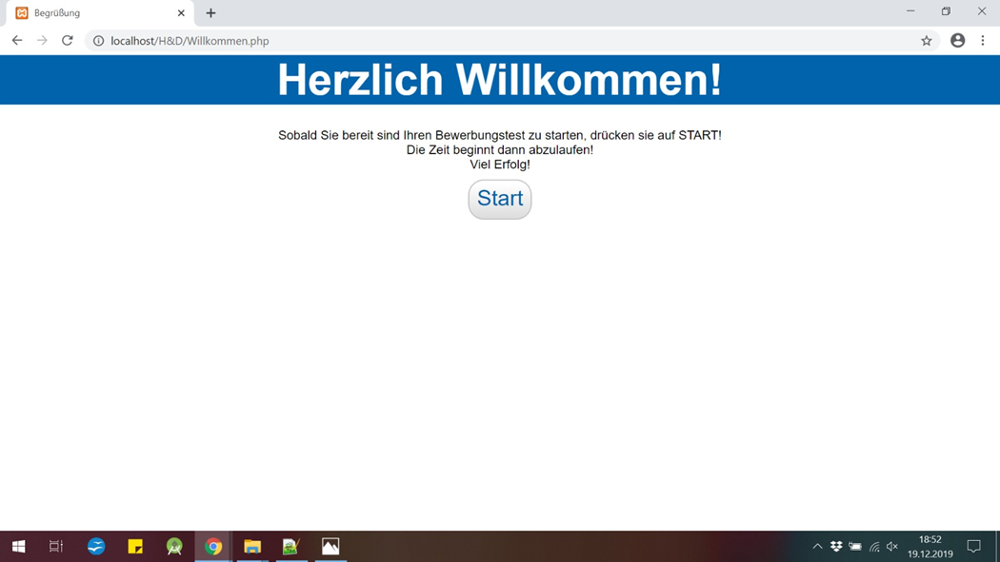 Begrüßung
localhost/H&D/Willkommen.php
Herzlich Willkommen!
Sobald Sie bereit sind Ihren Bewerbungstest zu starten, drücken sie auf START!
Die Zeit beginnt dann abzulaufen!
Viel Erfolg!
Start
18:52
19.12.2019